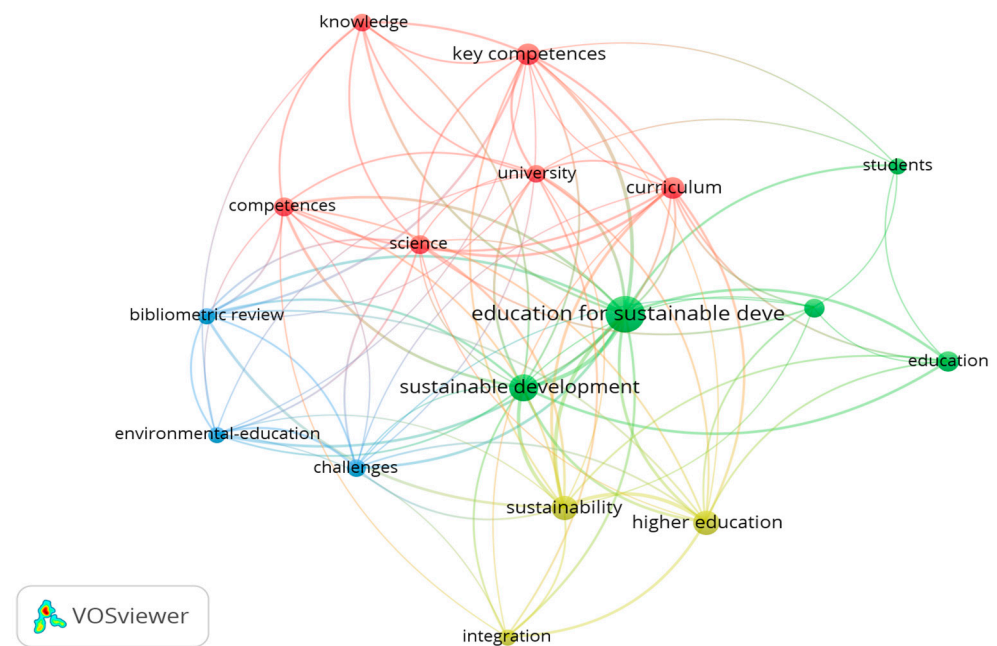 knowledge
key competences
students
university
curriculum
competences
science
education for sustainable deve
bibliometric review
education
sustainable development
environmental-education
challenges
sustainability
higher education
VOSviewer
integration